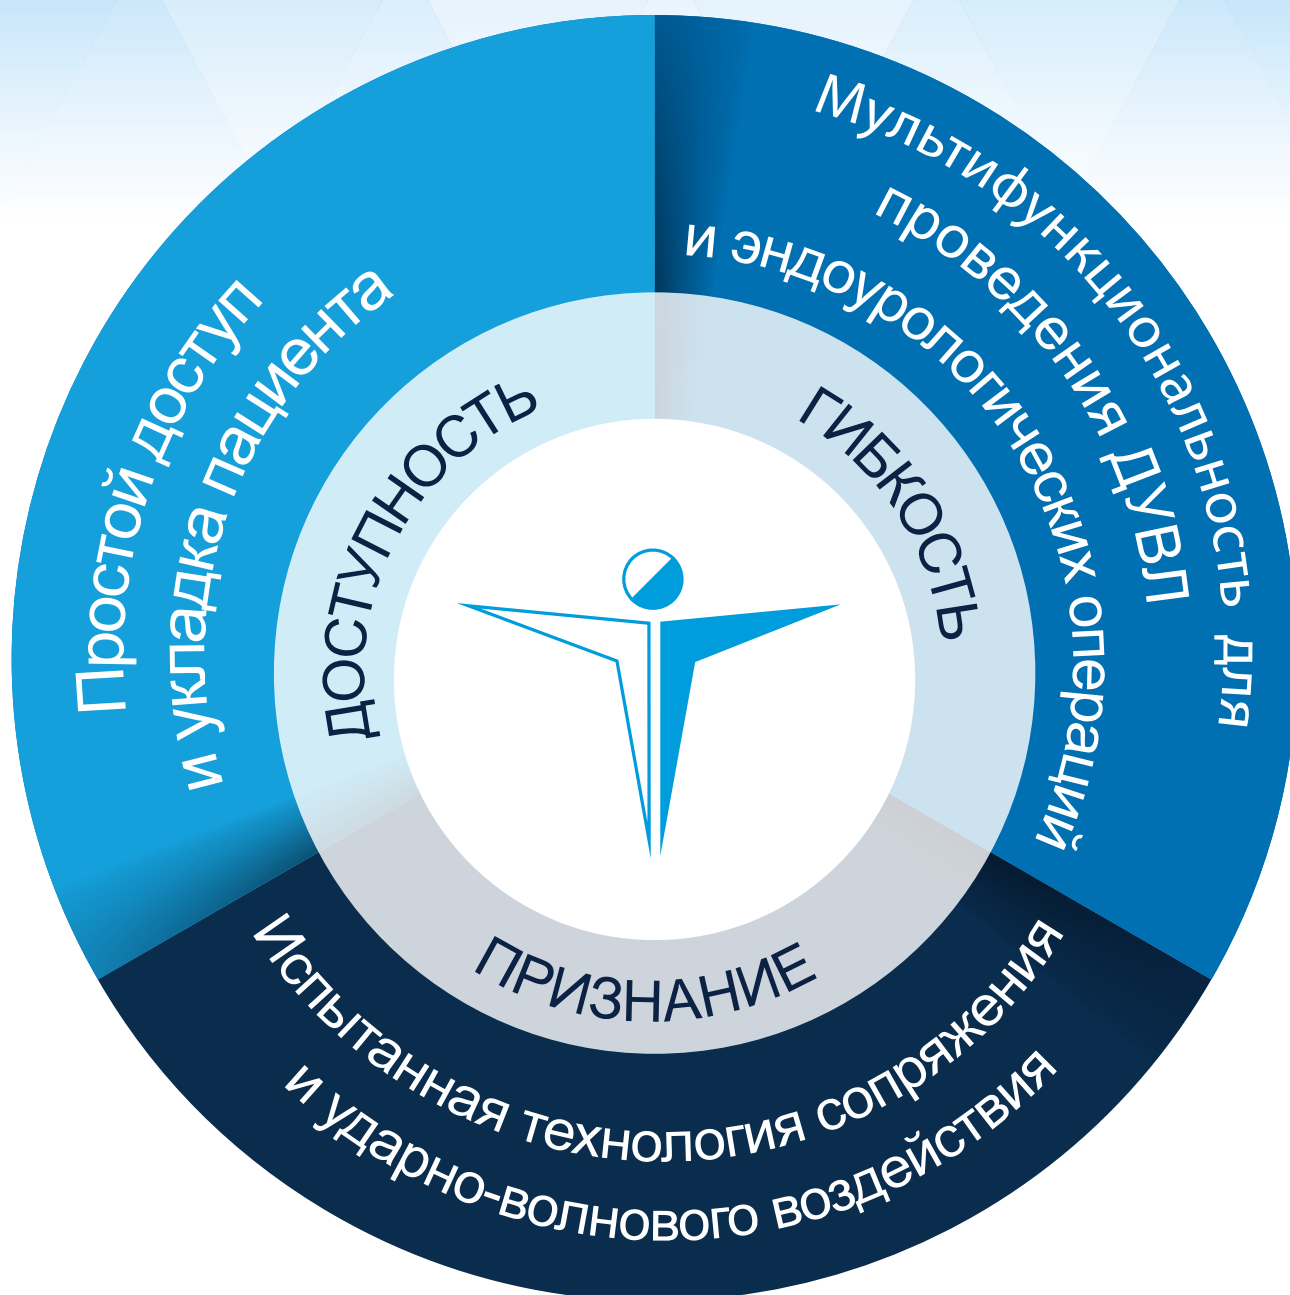 Простой доступ
и укладка пациента
ДОСТУПНОСТЬ
Мультифункциональность для
проведения ДУВЛ
и эндоурологических операций
ГИБКОСТЬ
ПРИЗНАНИЕ
Испытанная технология сопряжения
и ударно-волнового воздействия